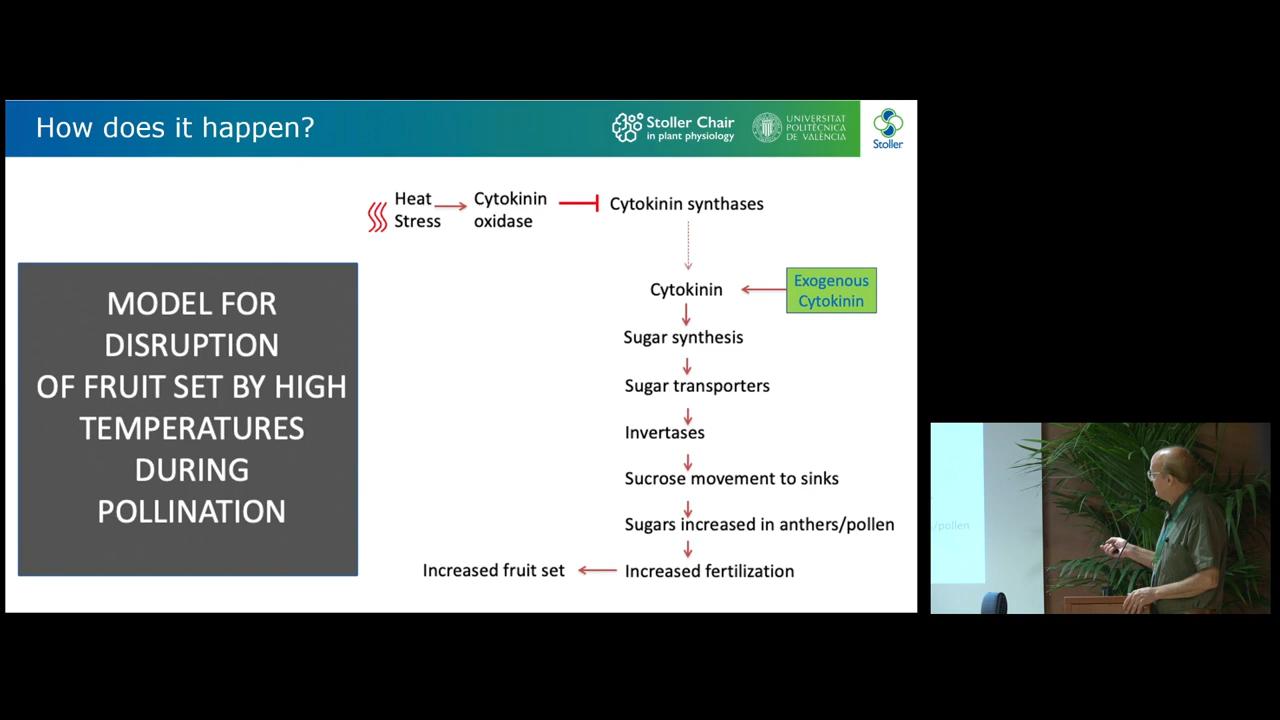 How does it happen?
Stoller Chair
in plant physiology
UNIVERSITAT
POLITÈCNICA
DE VALÈNCIA
Stoller
Heat
Stress
Cytokinin
oxidase
Cytokinin synthases
MODEL FOR
DISRUPTION
OF FRUIT SET BY HIGH
TEMPERATURES
DURING
POLLINATION
Cytokinin
Exogenous
Cytokinin
Sugar synthesis
Sugar transporters
Invertases
Sucrose movement to sinks
Sugars increased in anthers/pollen
Increased fertilization
Increased fruit set
/pollen